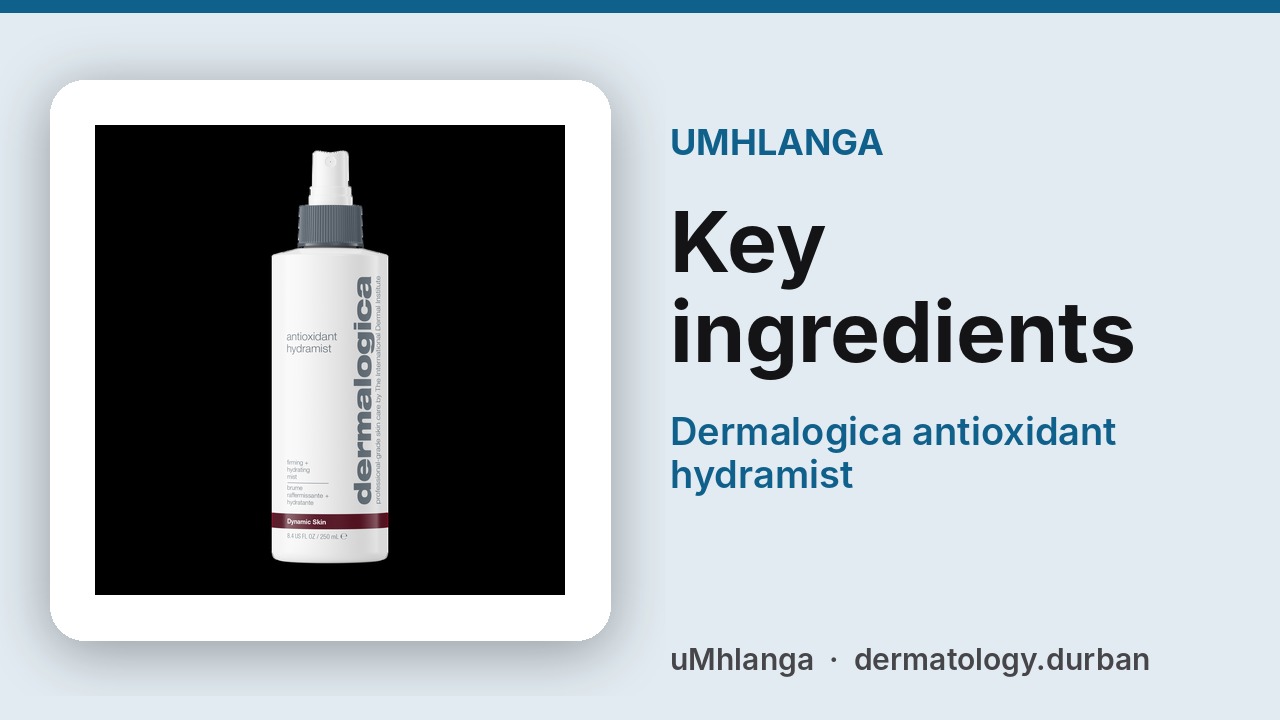 UMHLANGA
Key
ingredients
Dermalogica antioxidant
hydramist
uMhlanga · dermatology.durban
antioxidant
hydramist
dermalogica
professional-grade skin care by The International Dermal Institute
firming +
hydrating
mist
brume
raffermissante +
hydratante
Dynamic Skin
8.4 US FL OZ / 250 mL ℮